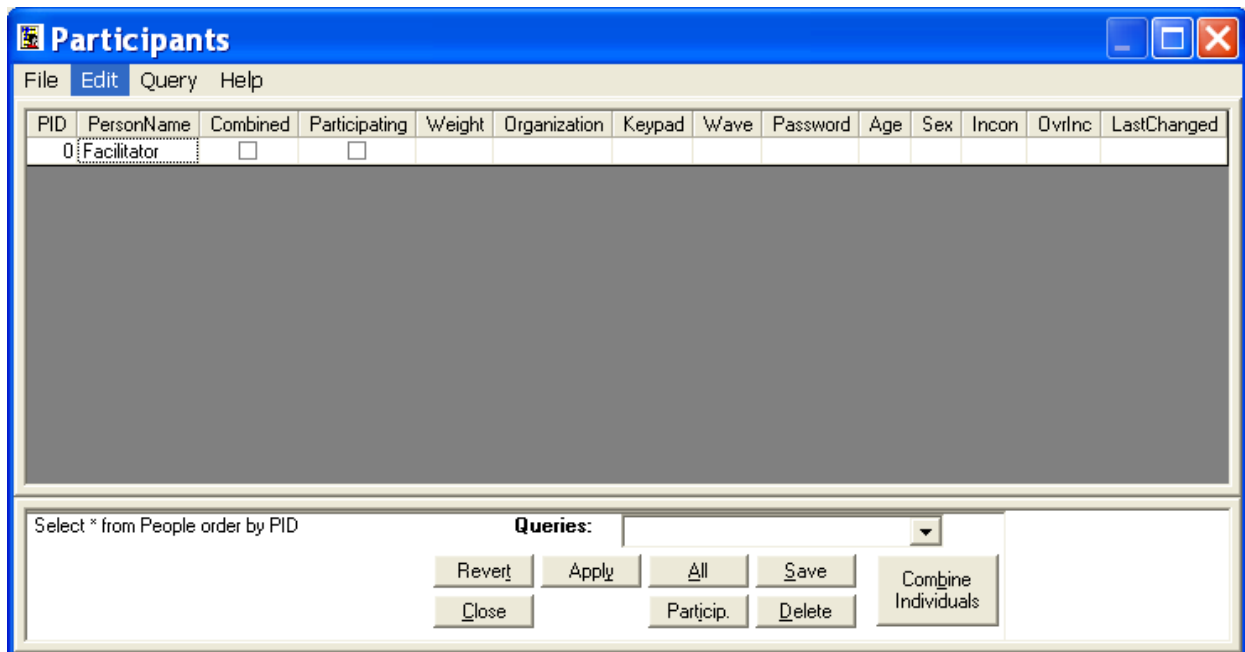 Participants
File Edit Query Help
PID PersonName Combined Participating Weight Organization Keypad Wave Password Age Sex Incon OvrInc LastChanged
0 Facilitator
Select * from People order by PID Queries:
Revert Apply All Save Combine Individuals
Close Particip. Delete